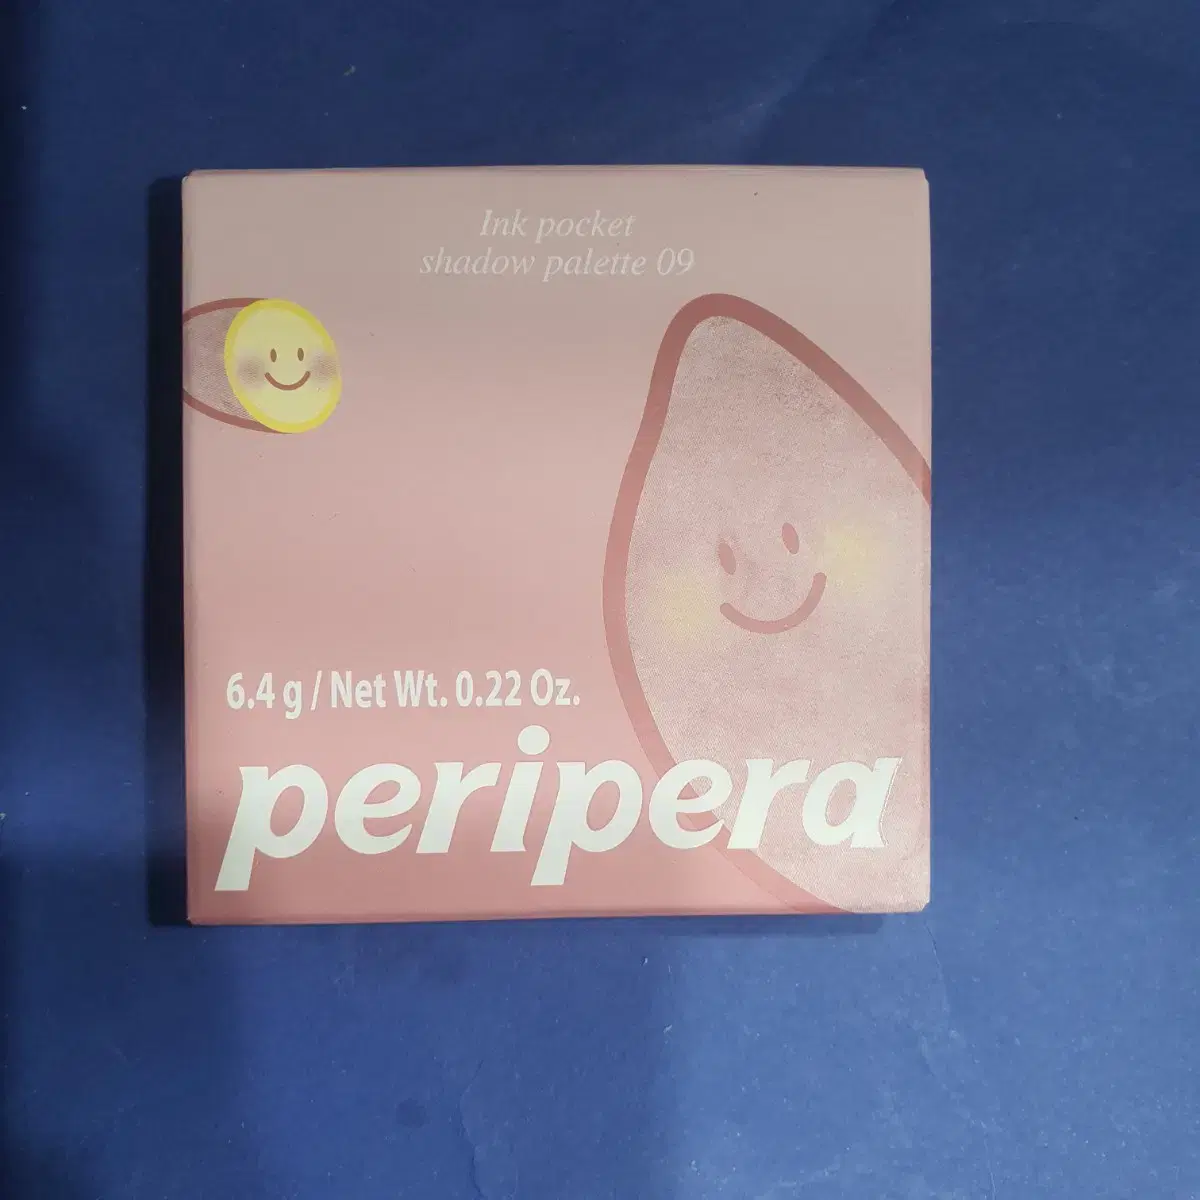 Ink pocket
shadow palette 09
6.4 g / Net Wt. 0.22 Oz.
peripera